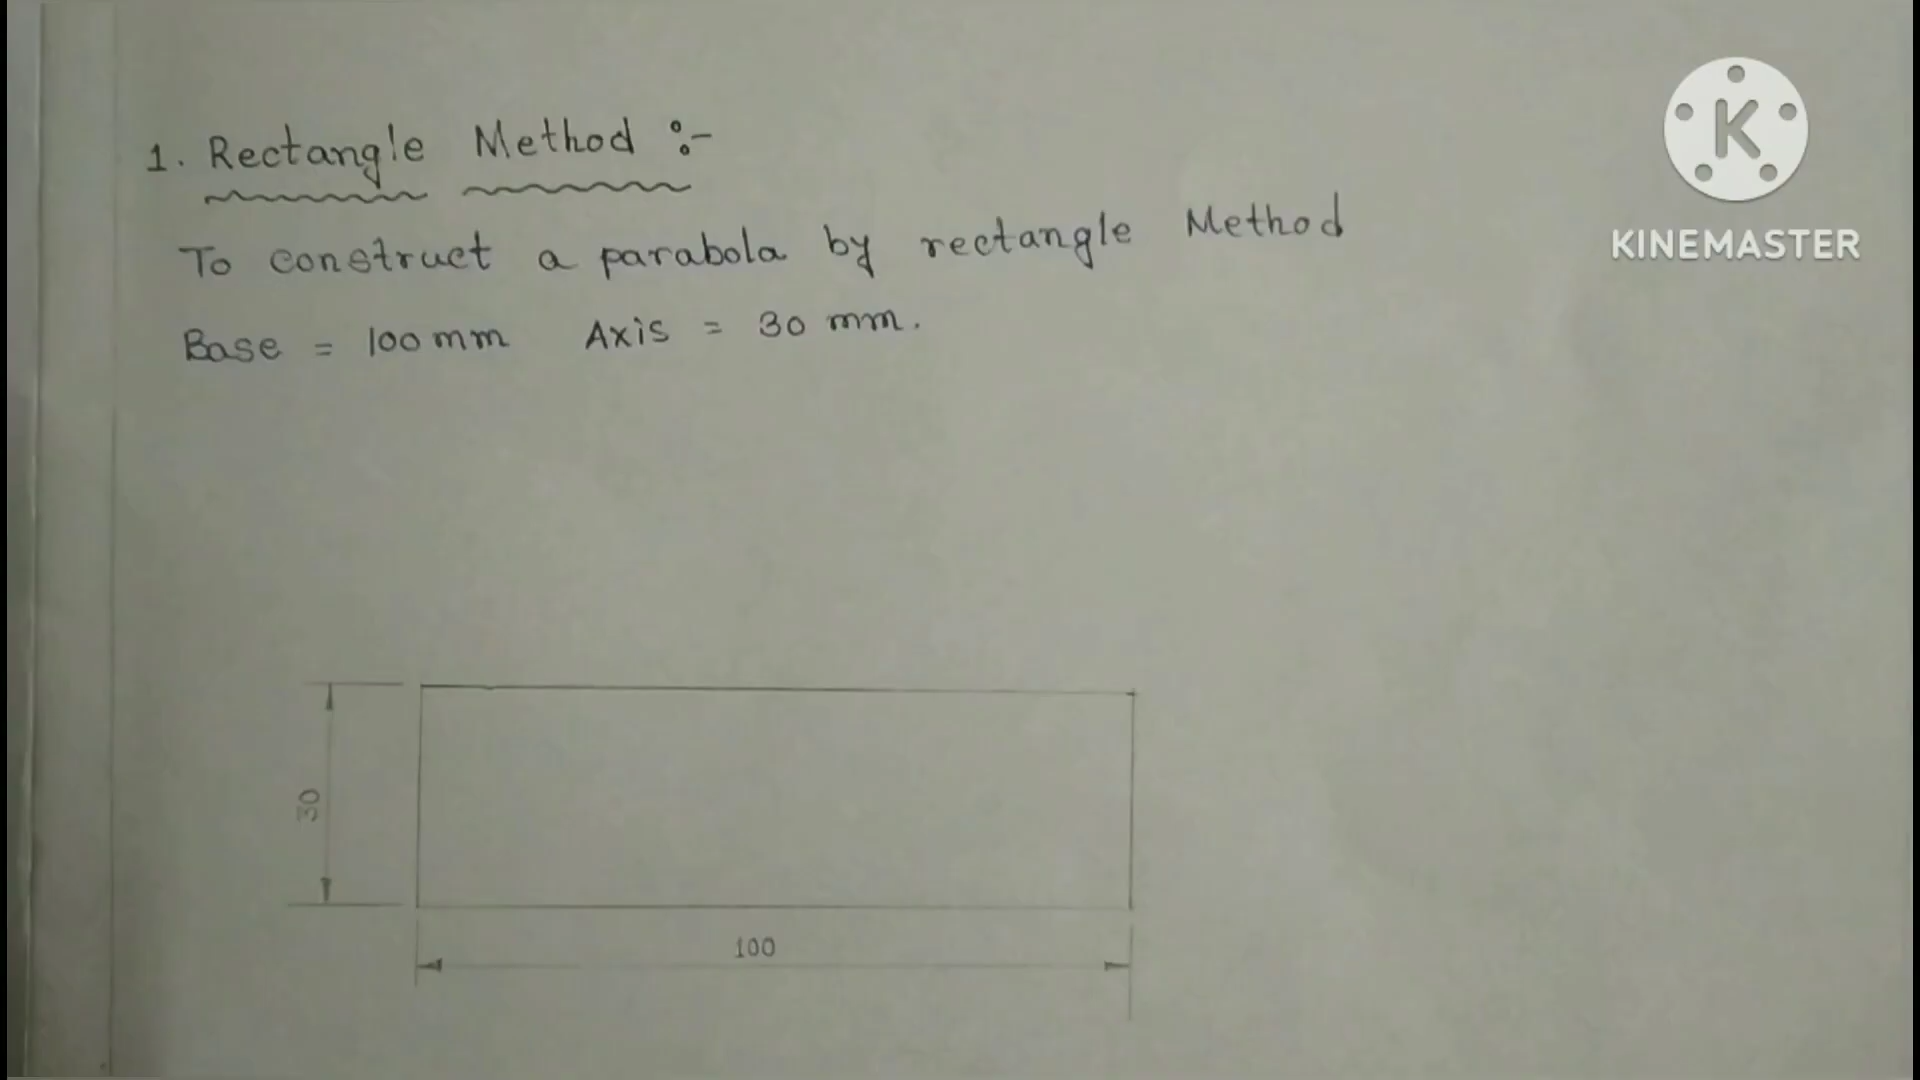 1. Rectangle Method :-
To construct a parabola by rectangle Method
Base = 100 mm Axis = 30 mm.
30
100
K
KINEMASTER